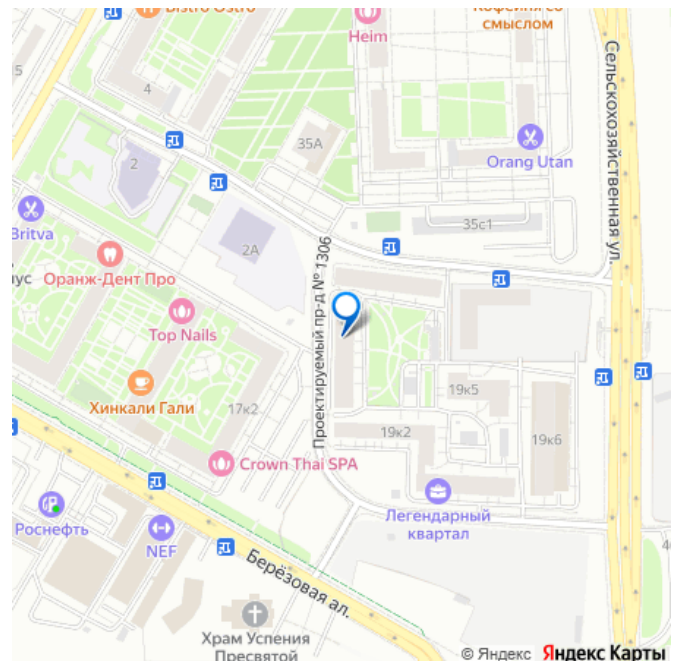 Bistro Ostro
Heim
Кофейня со
смыслом
5
4
35А
Сельскохозяйственная ул.
Orang Utan
2
35с1
Britva
2А
Оранж-Дент Про
ус
Проектируемый пр-д № 1306
Top Nails
Хинкали Гали
17к2
19к5
19к2
19к6
Crown Thai SPA
Легендарный
квартал
Роснефть
NEF
Берёзовая ал.
4
Храм Успения
Пресвятой
© Яндекс Яндекс Карты